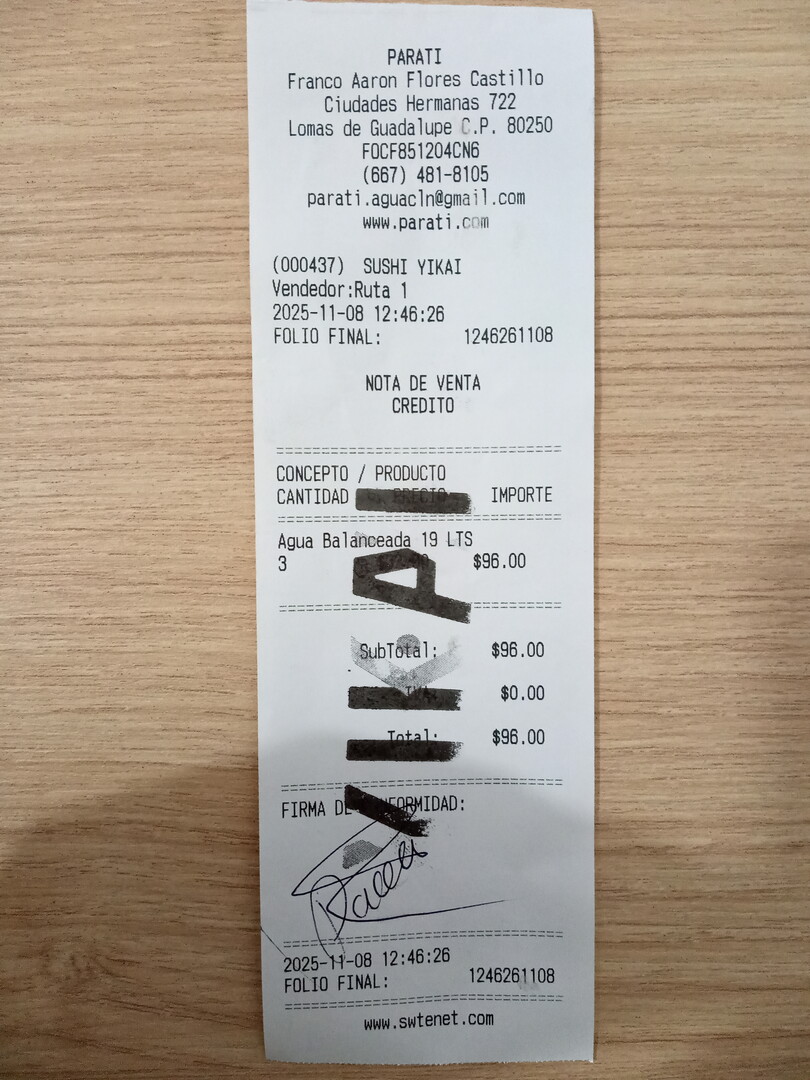 PARATI
Franco Aaron Flores Castillo
Ciudades Hermanas 722
Lomas de Guadalupe C.P. 80250
FOCF851204CN6
(667) 481-8105
parati.aguacln@gmail.com
www.parati.com
(000437) SUSHI YIKAI
Vendedor:Ruta 1
2025-11-08 12:46:26
FOLIO FINAL: 1246261108
NOTA DE VENTA
CREDITO
CONCEPTO / PRODUCTO
CANTIDAD PRECIO IMPORTE
Agua Balanceada 19 LTS
3 $96.00
SubTotal: $96.00
IVA: $0.00
Total: $96.00
FIRMA DE CONFORMIDAD:
2025-11-08 12:46:26
FOLIO FINAL: 1246261108
www.swtenet.com